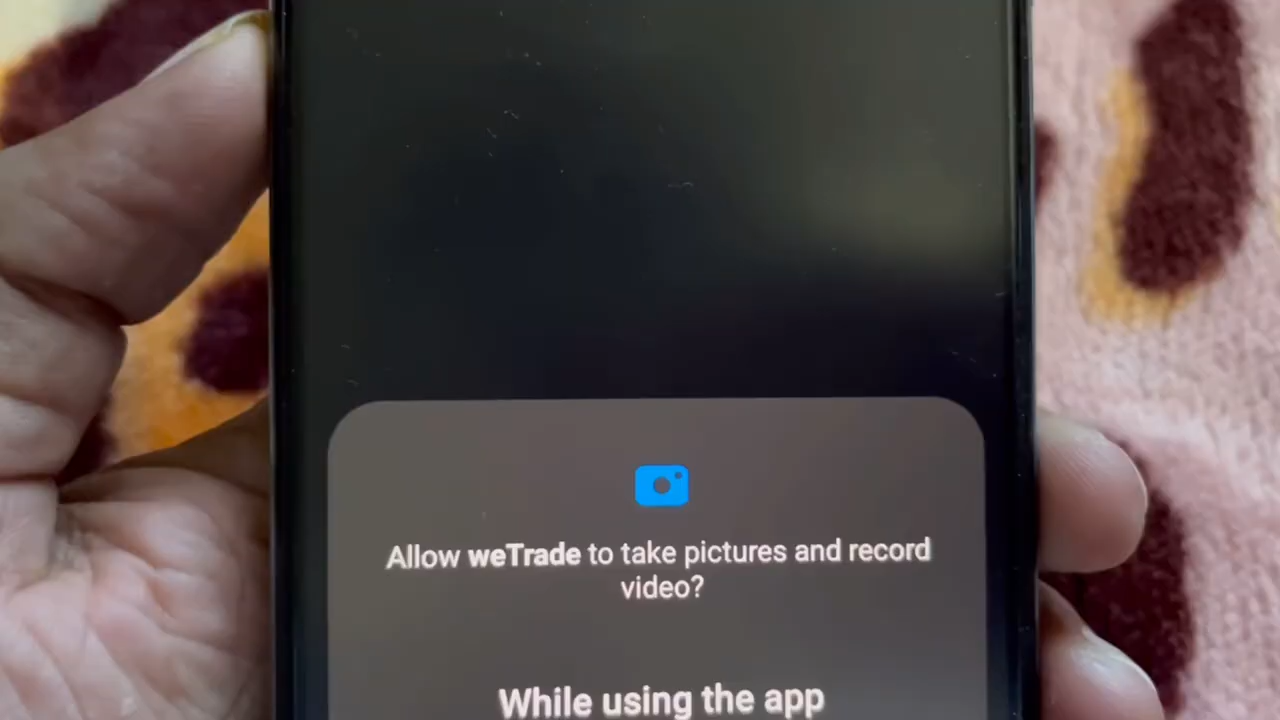 Allow weTrade to take pictures and record
video?
While using the app